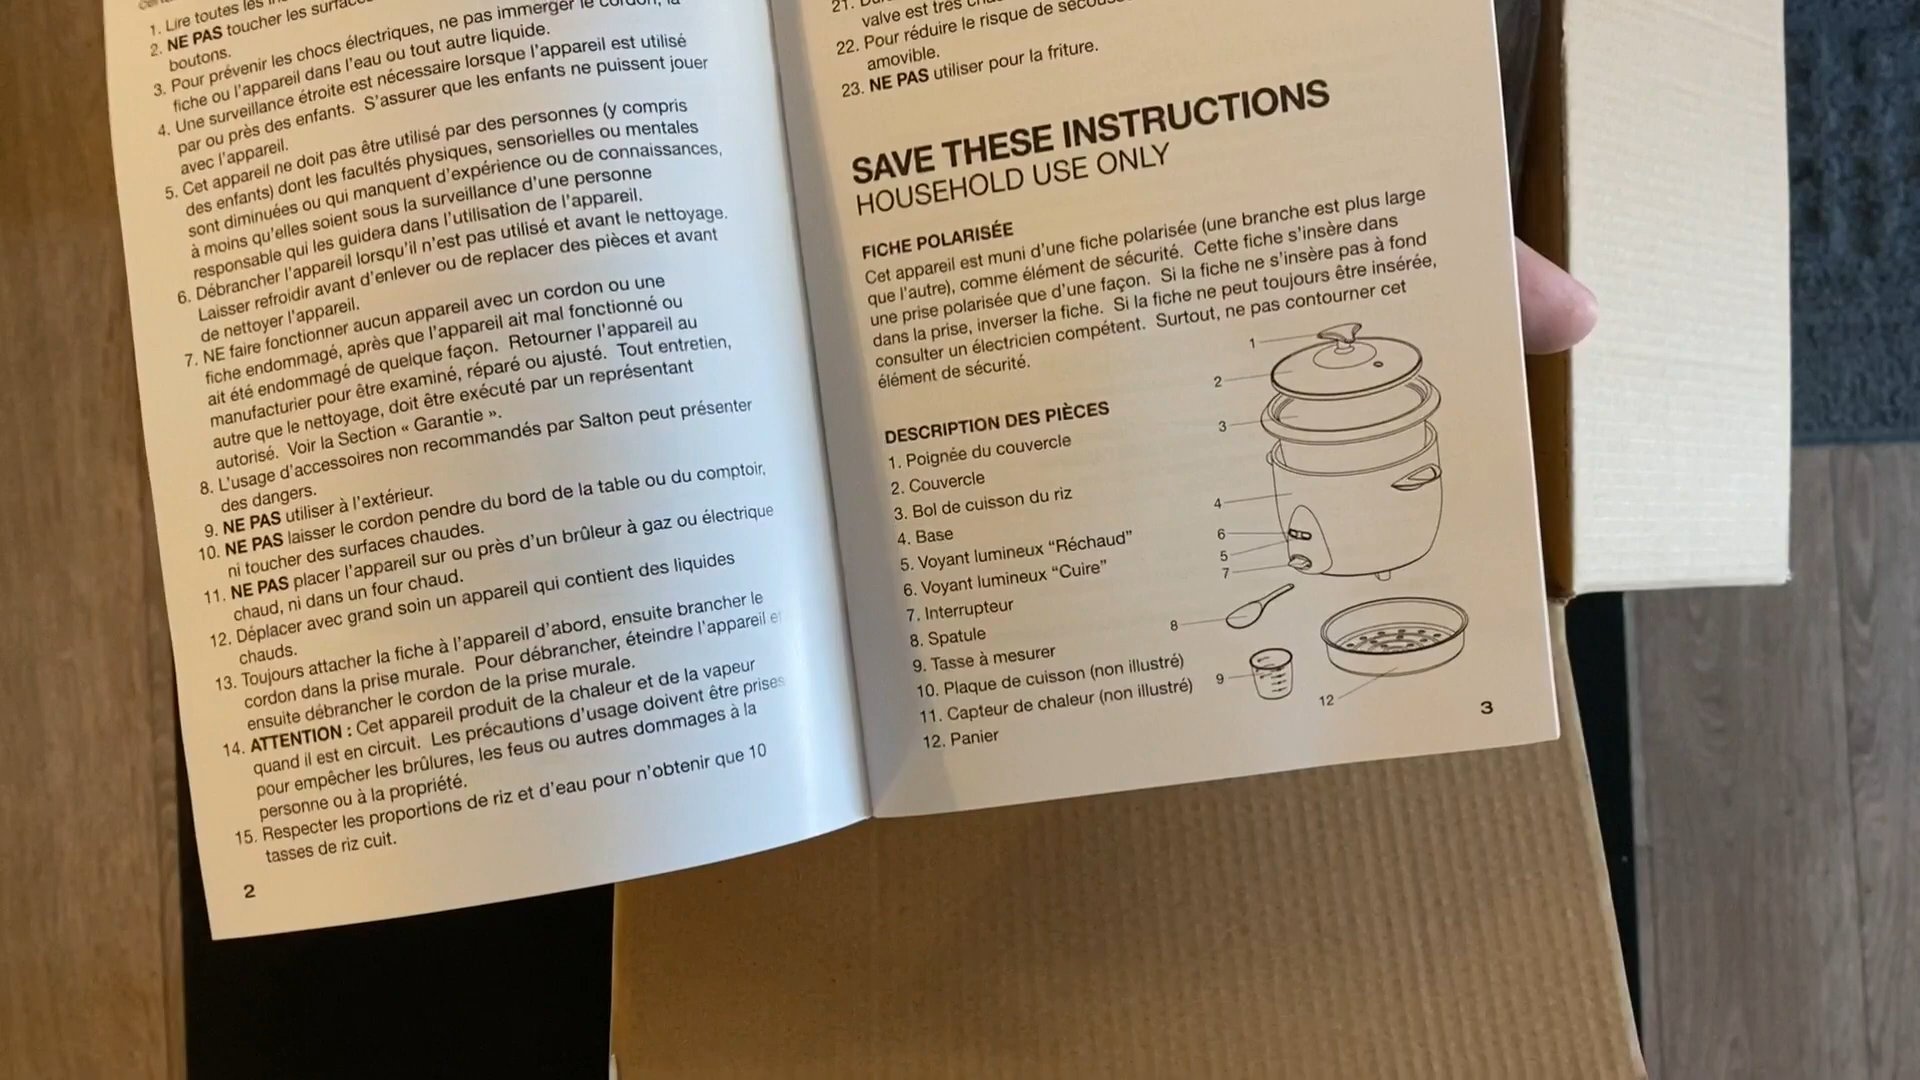 1. Lire toutes les
2. NE PAS toucher les
boutons.
3. Pour prévenir les chocs électriques, ne pas immerger le cordon, la
fiche ou l'appareil dans l'eau ou tout autre liquide.
4. Une surveillance étroite est nécessaire lorsque l'appareil est utilisé
par ou près des enfants. S'assurer que les enfants ne puissent jouer
avec l'appareil.
5. Cet appareil ne doit pas être utilisé par des personnes (y compris
des enfants) dont les facultés physiques, sensorielles ou mentales
sont diminuées ou qui manquent d'expérience ou de connaissances,
à moins qu'elles soient sous la surveillance d'une personne
responsable qui les guidera dans l'utilisation de l'appareil.
6. Débrancher l'appareil lorsqu'il n'est pas utilisé et avant le nettoyage.
Laisser refroidir avant d'enlever ou de replacer des pièces et avant
de nettoyer l'appareil.
7. NE faire fonctionner aucun appareil avec un cordon ou une
fiche endommagé, après que l'appareil ait mal fonctionné ou
ait été endommagé de quelque façon. Retourner l'appareil au
manufacturier pour être examiné, réparé ou ajusté. Tout entretien,
autre que le nettoyage, doit être exécuté par un représentant
autorisé. Voir la Section « Garantie ».
8. L'usage d'accessoires non recommandés par Salton peut présenter
des dangers.
9. NE PAS utiliser à l'extérieur.
10. NE PAS laisser le cordon pendre du bord de la table ou du comptoir,
ni toucher des surfaces chaudes.
11. NE PAS placer l'appareil sur ou près d'un brûleur à gaz ou électrique
chaud, ni dans un four chaud.
12. Déplacer avec grand soin un appareil qui contient des liquides
chauds.
13. Toujours attacher la fiche à l'appareil d'abord, ensuite brancher le
cordon dans la prise murale. Pour débrancher, éteindre l'appareil
ensuite débrancher le cordon de la prise murale.
14. ATTENTION : Cet appareil produit de la chaleur et de la vapeur
quand il est en circuit. Les précautions d'usage doivent être prises
pour empêcher les brûlures, les feus ou autres dommages à la
personne ou à la propriété.
15. Respecter les proportions de riz et d'eau pour n'obtenir que 10
tasses de riz cuit.
2
21.
valve est très
22. Pour réduire le risque de
amovible.
23. NE PAS utiliser pour la friture.
SAVE THESE INSTRUCTIONS
HOUSEHOLD USE ONLY
FICHE POLARISÉE
Cet appareil est muni d'une fiche polarisée (une branche est plus large
que l'autre), comme élément de sécurité. Cette fiche s'insère dans
une prise polarisée que d'une façon. Si la fiche ne s'insère pas à fond
dans la prise, inverser la fiche. Si la fiche ne peut toujours être insérée,
consulter un électricien compétent. Surtout, ne pas contourner cet
élément de sécurité.
DESCRIPTION DES PIÈCES
1. Poignée du couvercle
2. Couvercle
3. Bol de cuisson du riz
4. Base
5. Voyant lumineux “Réchaud”
6. Voyant lumineux “Cuire”
7. Interrupteur
8. Spatule
9. Tasse à mesurer
10. Plaque de cuisson (non illustré)
11. Capteur de chaleur (non illustré)
12. Panier
1
2
3
4
6
5
7
8
9
12
3